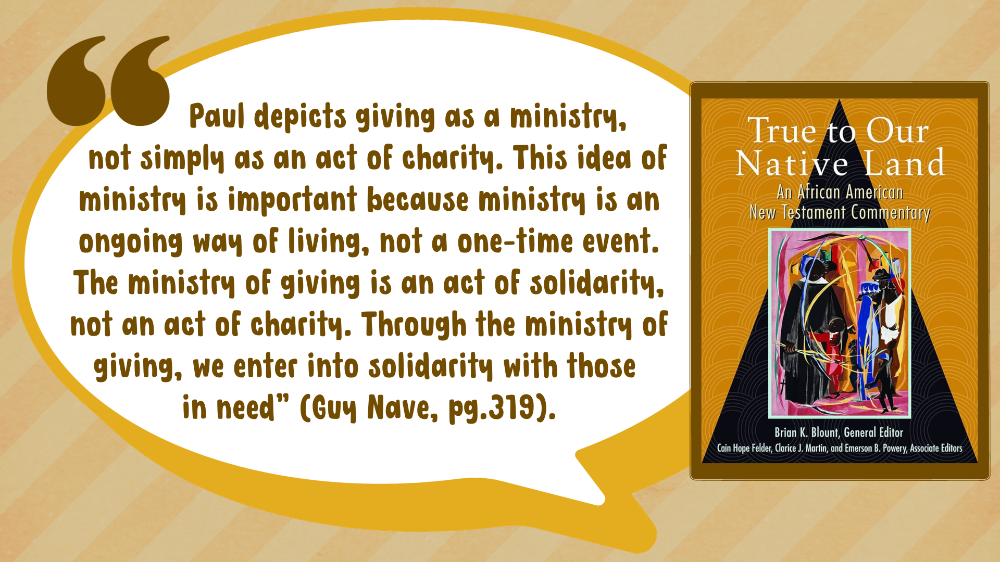 “
Paul depicts giving as a ministry,
not simply as an act of charity. This idea of
ministry is important because ministry is an
ongoing way of living, not a one-time event.
The ministry of giving is an act of solidarity,
not an act of charity. Through the ministry of
giving, we enter into solidarity with those
in need” (Guy Nave, pg.319).
True to Our
Native Land
An African American
New Testament Commentary
Brian K. Blount, General Editor
Cain Hope Felder, Clarice J. Martin, and Emerson B. Powery, Associate Editors